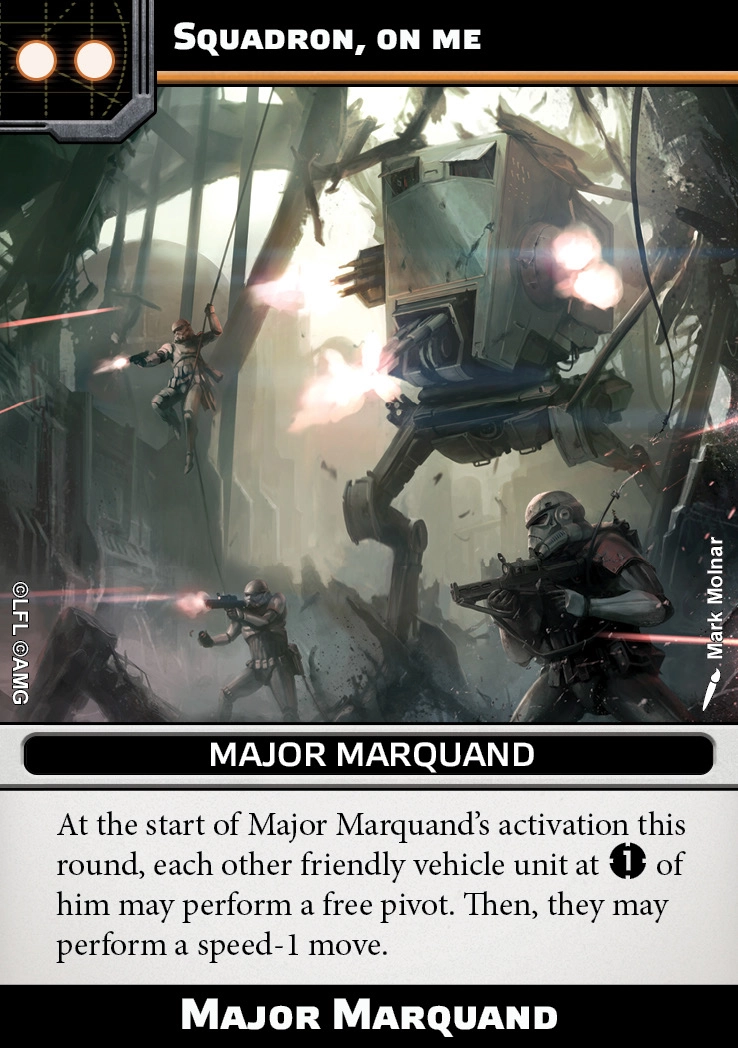 Squadron, on me
©LFL ©AMG
Mark Molnar
MAJOR MARQUAND
At the start of Major Marquand's activation this
round, each other friendly vehicle unit at 1 of
him may perform a free pivot. Then, they may
perform a speed-1 move.
Major Marquand